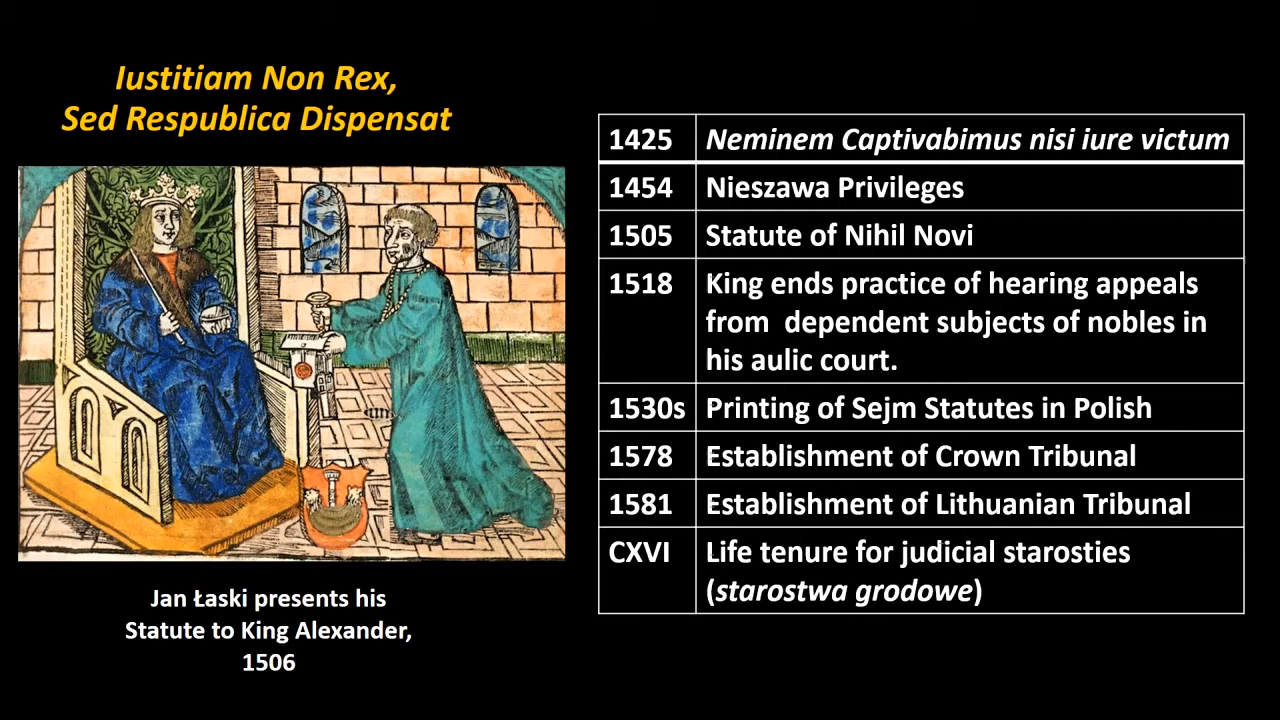 Iustitiam Non Rex,
Sed Respublica Dispensat
1425 Neminem Captivabimus nisi iure victum
1454 Nieszawa Privileges
1505 Statute of Nihil Novi
1518 King ends practice of hearing appeals
from dependent subjects of nobles in
his aulic court.
1530s Printing of Sejm Statutes in Polish
1578 Establishment of Crown Tribunal
1581 Establishment of Lithuanian Tribunal
CXVI Life tenure for judicial starosties
(starostwa grodowe)
Jan Łaski presents his
Statute to King Alexander,
1506